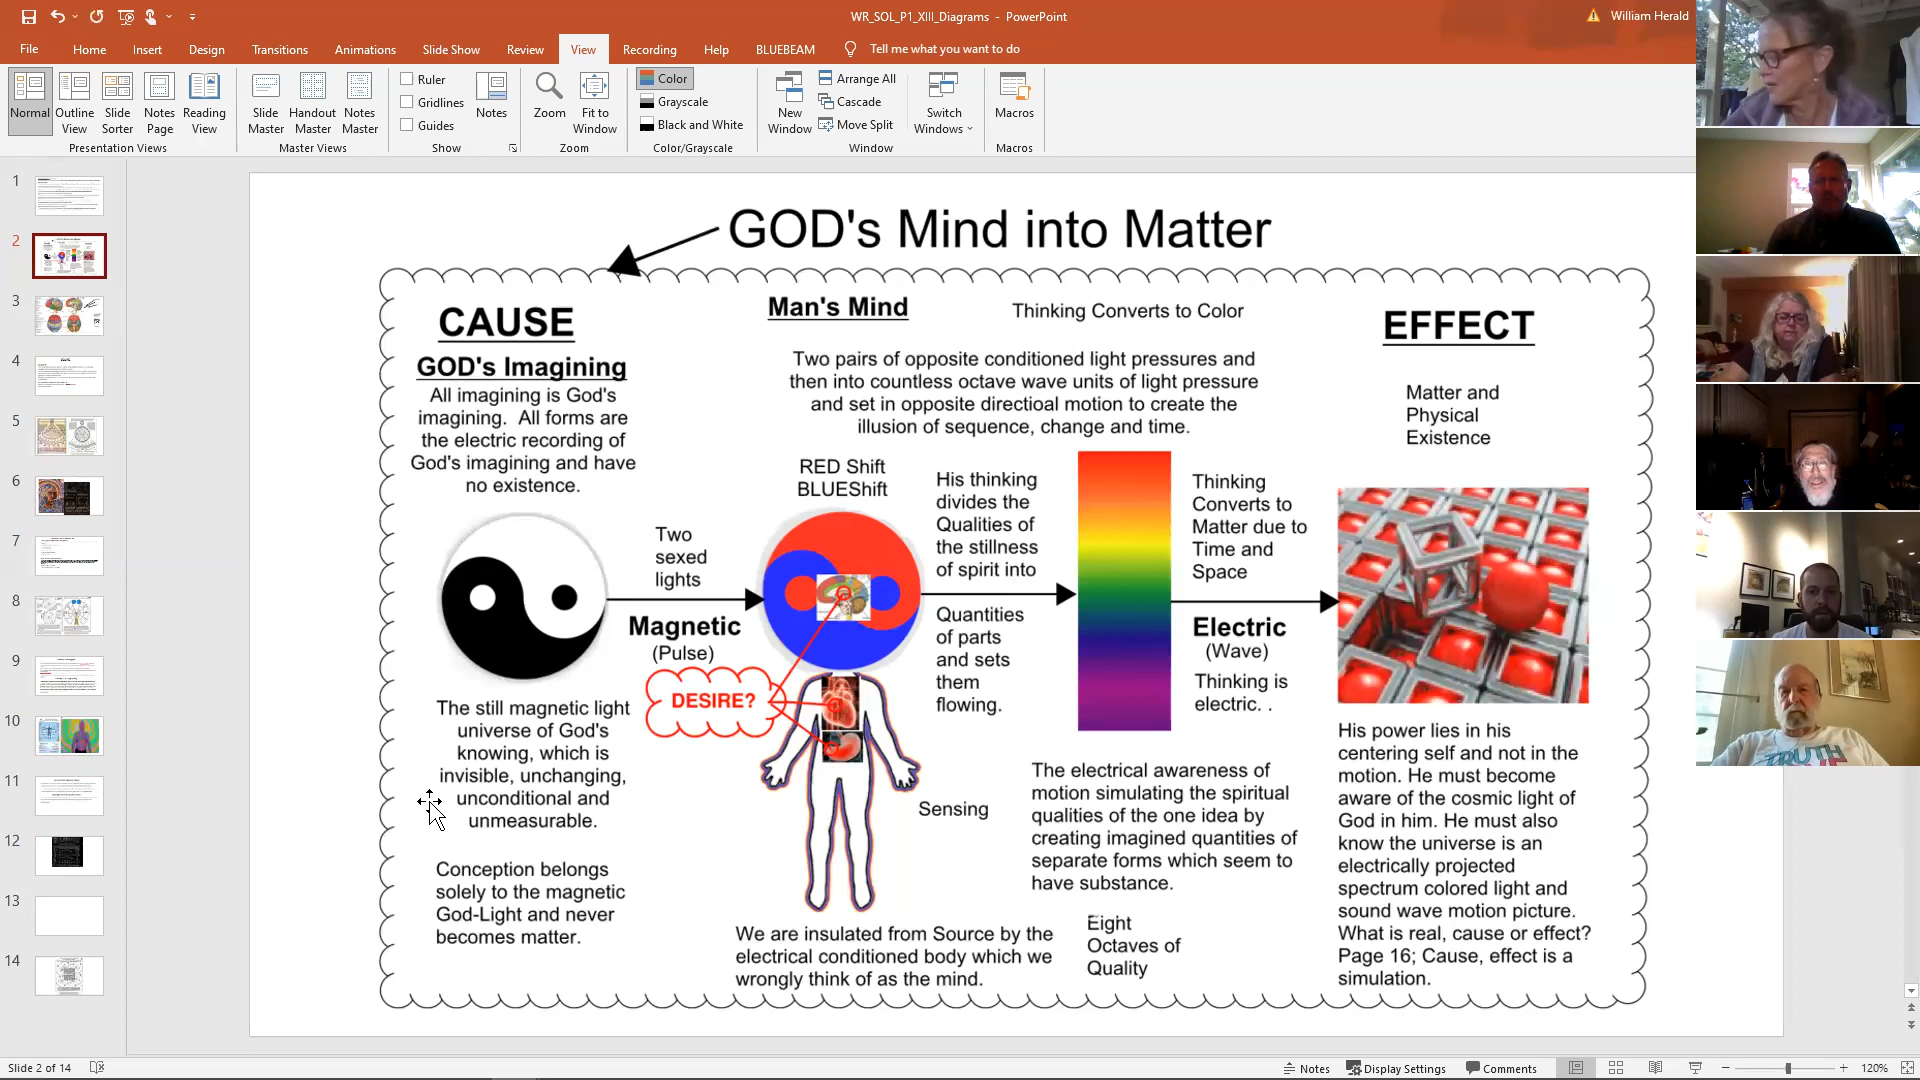 WR_SOL_P1_XIII_Diagrams - PowerPoint
William Herald
File Home Insert Design Transitions Animations Slide Show Review View Recording Help BLUEBEAM Tell me what you want to do
Normal
Outline View
Slide Sorter
Notes Page
Reading View
Presentation Views
Slide Master
Handout Master
Notes Master
Master Views
Ruler
Gridlines
Guides
Notes
Show
Zoom
Fit to Window
Zoom
Color
Grayscale
Black and White
Color/Grayscale
New Window
Arrange All
Cascade
Move Split
Switch Windows
Window
Macros
Macros
1
2
3
4
5
6
7
8
9
10
11
12
13
14
GOD's Mind into Matter
CAUSE
GOD's Imagining
All imagining is God's
imagining. All forms are
the electric recording of
God's imagining and have
no existence.
The still magnetic light
universe of God's
knowing, which is
invisible, unchanging,
unconditional and
unmeasurable.
Conception belongs
solely to the magnetic
God-Light and never
becomes matter.
Two
sexed
lights
Magnetic
(Pulse)
DESIRE?
Man's Mind
Thinking Converts to Color
Two pairs of opposite conditioned light pressures and
then into countless octave wave units of light pressure
and set in opposite directioal motion to create the
illusion of sequence, change and time.
RED Shift
BLUEShift
His thinking
divides the
Qualities of
the stillness
of spirit into
Quantities
of parts
and sets
them
flowing.
Sensing
We are insulated from Source by the
electrical conditioned body which we
wrongly think of as the mind.
Thinking
Converts to
Matter due to
Time and
Space
Electric
(Wave)
Thinking is
electric. .
The electrical awareness of
motion simulating the spiritual
qualities of the one idea by
creating imagined quantities of
separate forms which seem to
have substance.
Eight
Octaves of
Quality
EFFECT
Matter and
Physical
Existence
His power lies in his
centering self and not in the
motion. He must become
aware of the cosmic light of
God in him. He must also
know the universe is an
electrically projected
spectrum colored light and
sound wave motion picture.
What is real, cause or effect?
Page 16; Cause, effect is a
simulation.
TRUTH
Slide 2 of 14
Notes
Display Settings
Comments
120%